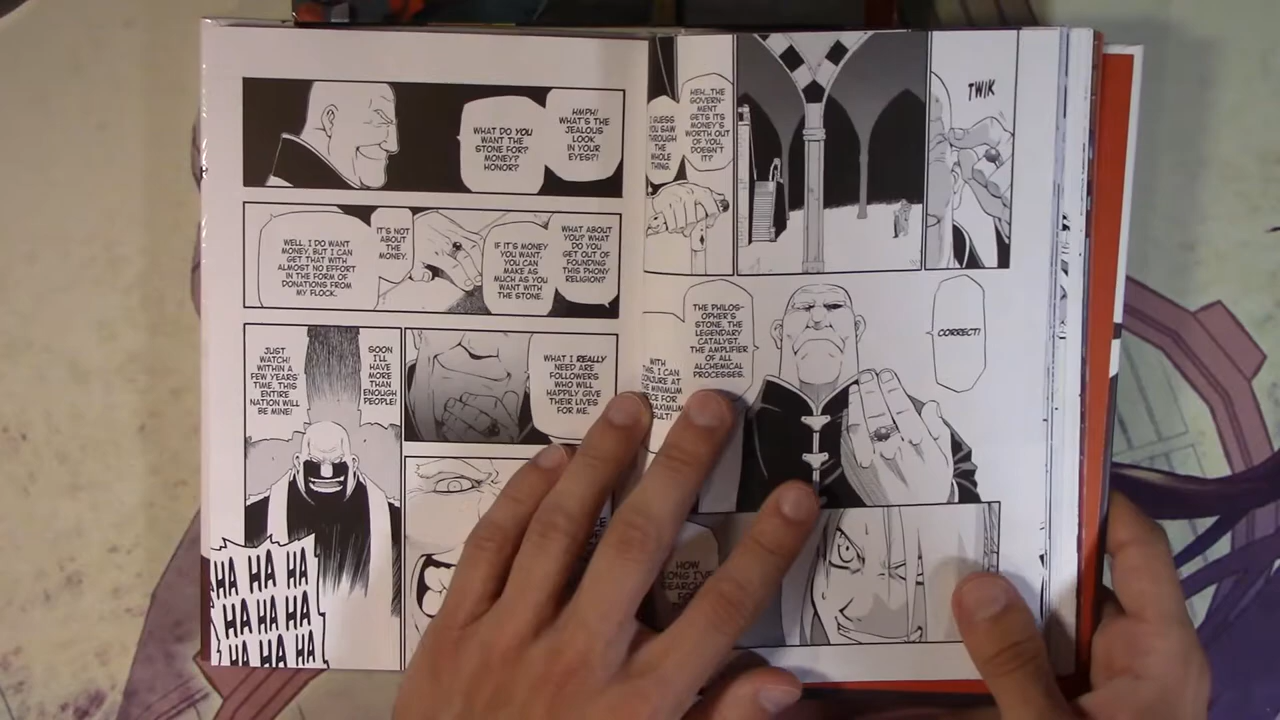 TWIK
HEH...THE
GOVERN-
MENT
GETS ITS
MONEY'S
WORTH OUT
OF YOU,
DOESN'T
IT?
I GUESS
YOU SAW
THROUGH
THE
WHOLE
THING.
CORRECT!
THE PHILOS-
OPHER'S
STONE, THE
LEGENDARY
CATALYST,
THE AMPLIFIER
OF ALL
ALCHEMICAL
PROCESSES.
WITH
THIS, I CAN
AT
MINIMUM
FOR
HOW
LONG I'VE
HMPH!
WHAT'S THE
JEALOUS
LOOK
IN YOUR
EYES?!
WHAT DO YOU
WANT THE
STONE FOR?
MONEY?
HONOR?
WHAT ABOUT
YOU? WHAT
DO YOU
GET OUT OF
FOUNDING
THIS PHONY
RELIGION?
IF IT'S MONEY
YOU WANT,
YOU CAN
MAKE AS
MUCH AS YOU
WANT WITH
THE STONE.
IT'S NOT
ABOUT
THE
MONEY.
WELL, I DO WANT
MONEY, BUT I CAN
GET THAT WITH
ALMOST NO EFFORT
IN THE FORM OF
DONATIONS FROM
MY FLOCK.
WHAT I REALLY
NEED ARE
FOLLOWERS
WHO WILL
HAPPILY GIVE
THEIR LIVES
FOR ME.
SOON
I'LL
HAVE
MORE
THAN
ENOUGH
PEOPLE!
JUST
WATCH!
WITHIN A
FEW YEARS'
TIME, THIS
ENTIRE
NATION WILL
BE MINE!
HA HA HA
HA HA HA
HA HA HA